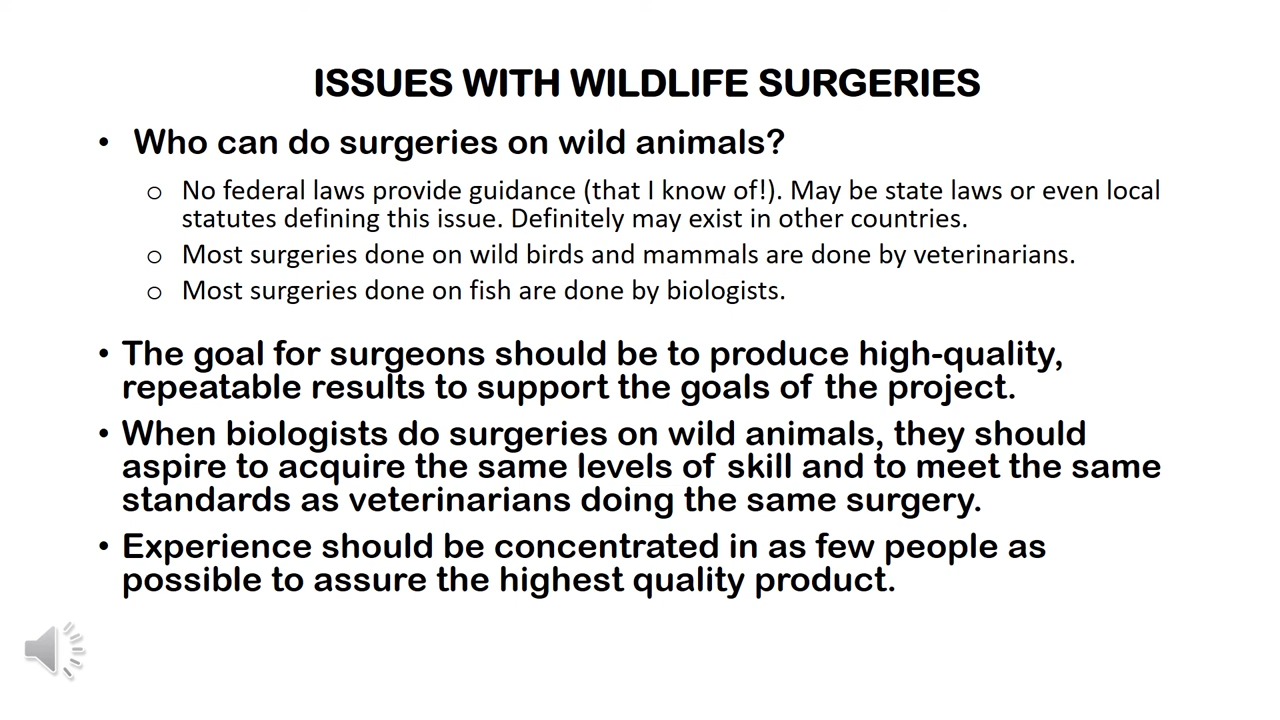 ISSUES WITH WILDLIFE SURGERIES
• Who can do surgeries on wild animals?
o No federal laws provide guidance (that I know of!). May be state laws or even local
statutes defining this issue. Definitely may exist in other countries.
o Most surgeries done on wild birds and mammals are done by veterinarians.
o Most surgeries done on fish are done by biologists.
• The goal for surgeons should be to produce high-quality,
repeatable results to support the goals of the project.
• When biologists do surgeries on wild animals, they should
aspire to acquire the same levels of skill and to meet the same
standards as veterinarians doing the same surgery.
• Experience should be concentrated in as few people as
possible to assure the highest quality product.